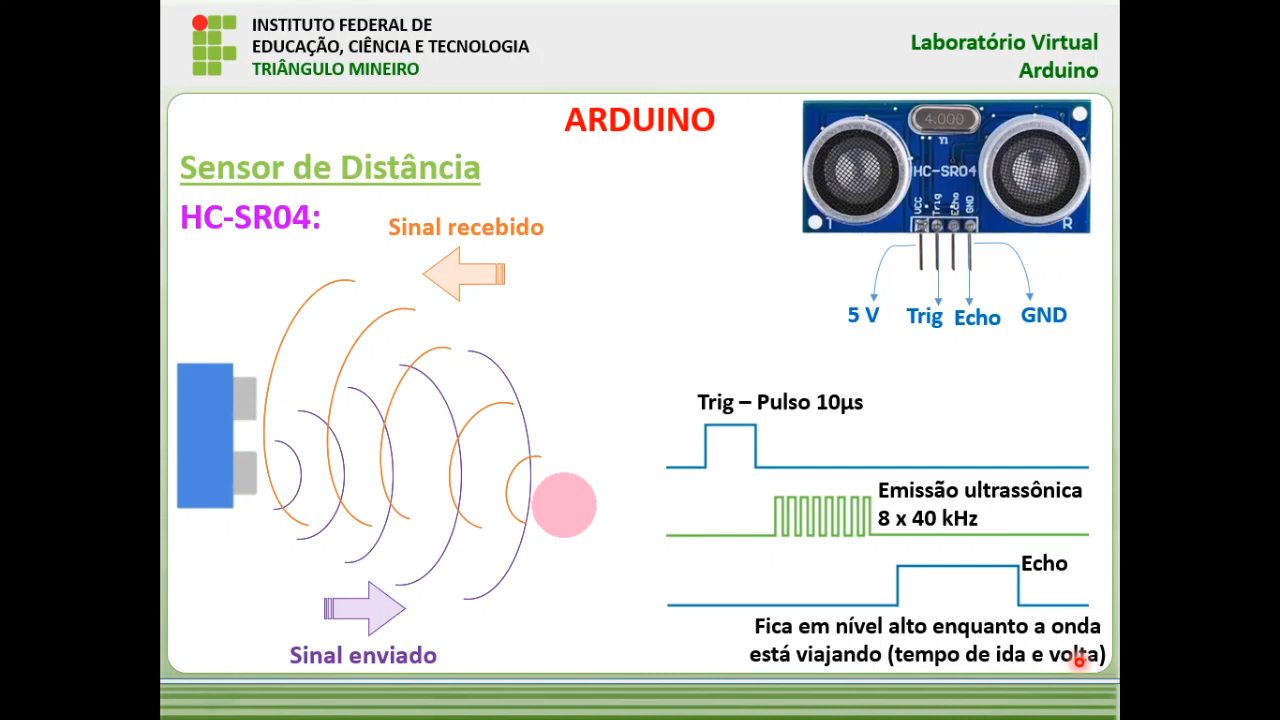 INSTITUTO FEDERAL DE
EDUCAÇÃO, CIÊNCIA E TECNOLOGIA
TRIÂNGULO MINEIRO
Laboratório Virtual
Arduino
ARDUINO
Sensor de Distância
HC-SR04:
Sinal recebido
4.000
Y1
HC-SR04
VCC
Trig
Echo
GND
T
R
5 V
Trig
Echo
GND
Trig – Pulso 10µs
Emissão ultrassônica
8 x 40 kHz
Echo
Fica em nível alto enquanto a onda
está viajando (tempo de ida e volta)
Sinal enviado